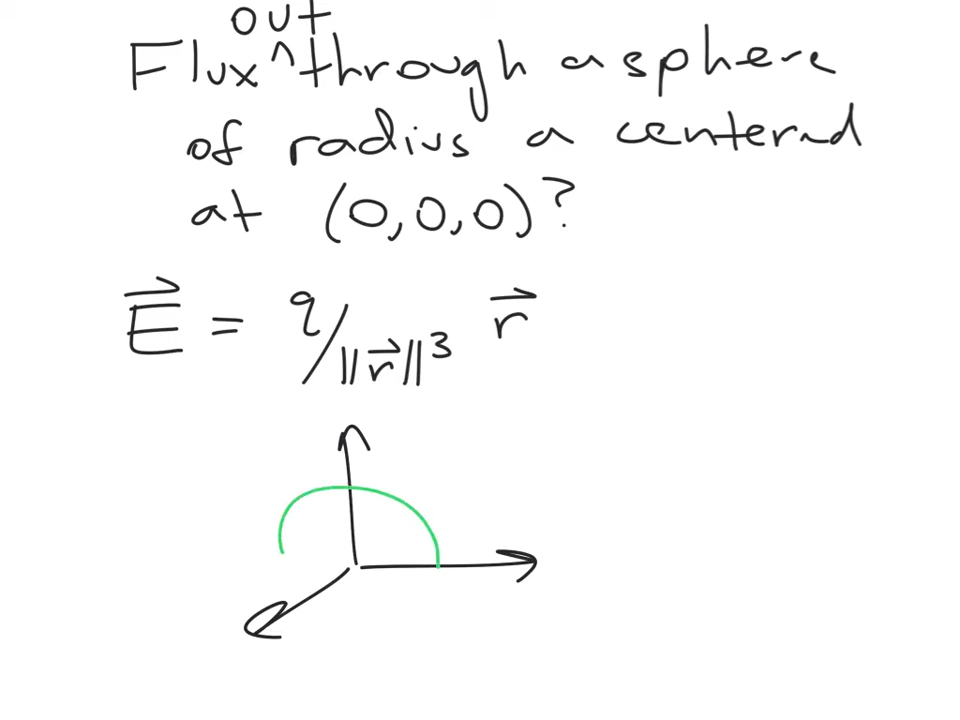 out
Flux ^ through a sphere
of radius a centered
at (0,0,0)?
E⃗ = q/||r⃗||³ r⃗